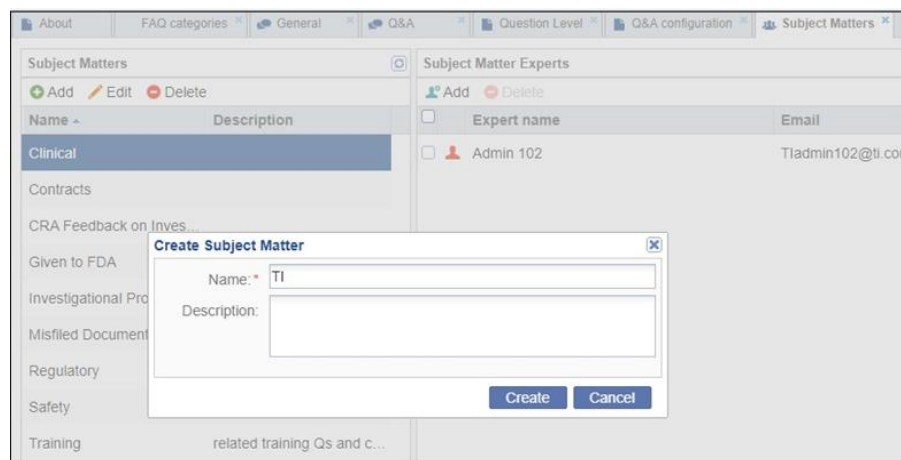 About FAQ categories General Q&A Question Level Q&A configuration Subject Matters
Subject Matters
Subject Matter Experts
Add Edit Delete
Add Delete
Name Description
Expert name Email
Clinical
Admin 102 TIadmin102@ti.co
Contracts
CRA Feedback on Inves...
Create Subject Matter
Given to FDA
Name:* TI
Investigational Pro
Description:
Misfiled Document
Regulatory
Safety
Create Cancel
Training related training Qs and c...